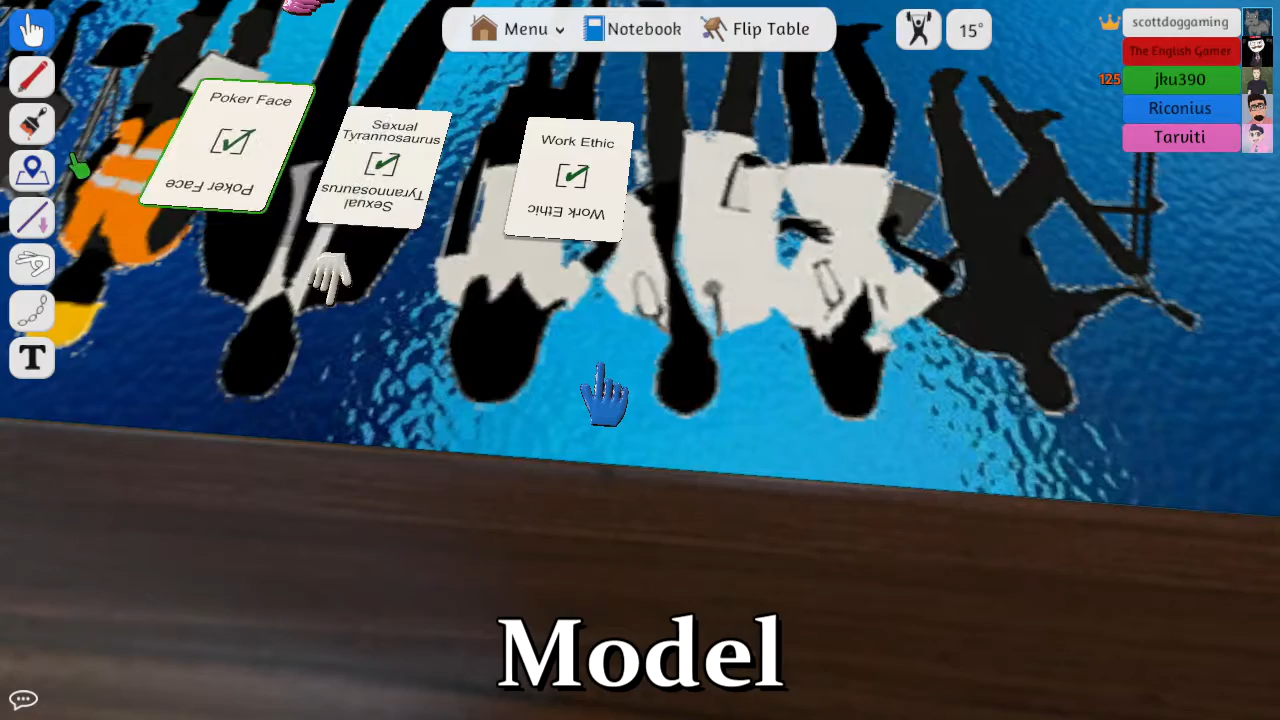 Menu
Notebook
Flip Table
15°
scottdoggaming
The English Gamer
125
jku390
Riconius
Tarviti
T
Poker Face
Poker Face
Sexual
Tyrannosaurus
Sexual
Tyrannosaurus
Work Ethic
Work Ethic
Model